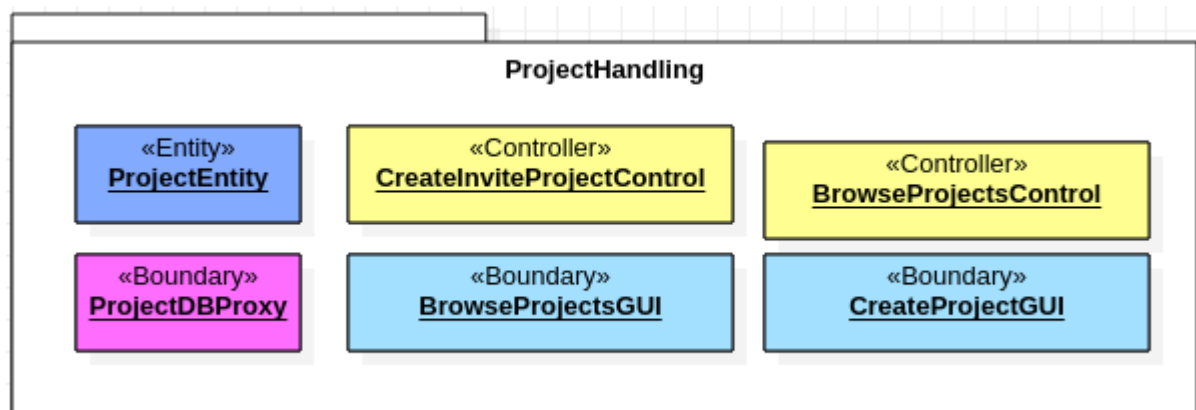 ProjectHandling
«Entity»
ProjectEntity
«Controller»
CreateInviteProjectControl
«Controller»
BrowseProjectsControl
«Boundary»
ProjectDBProxy
«Boundary»
BrowseProjectsGUI
«Boundary»
CreateProjectGUI